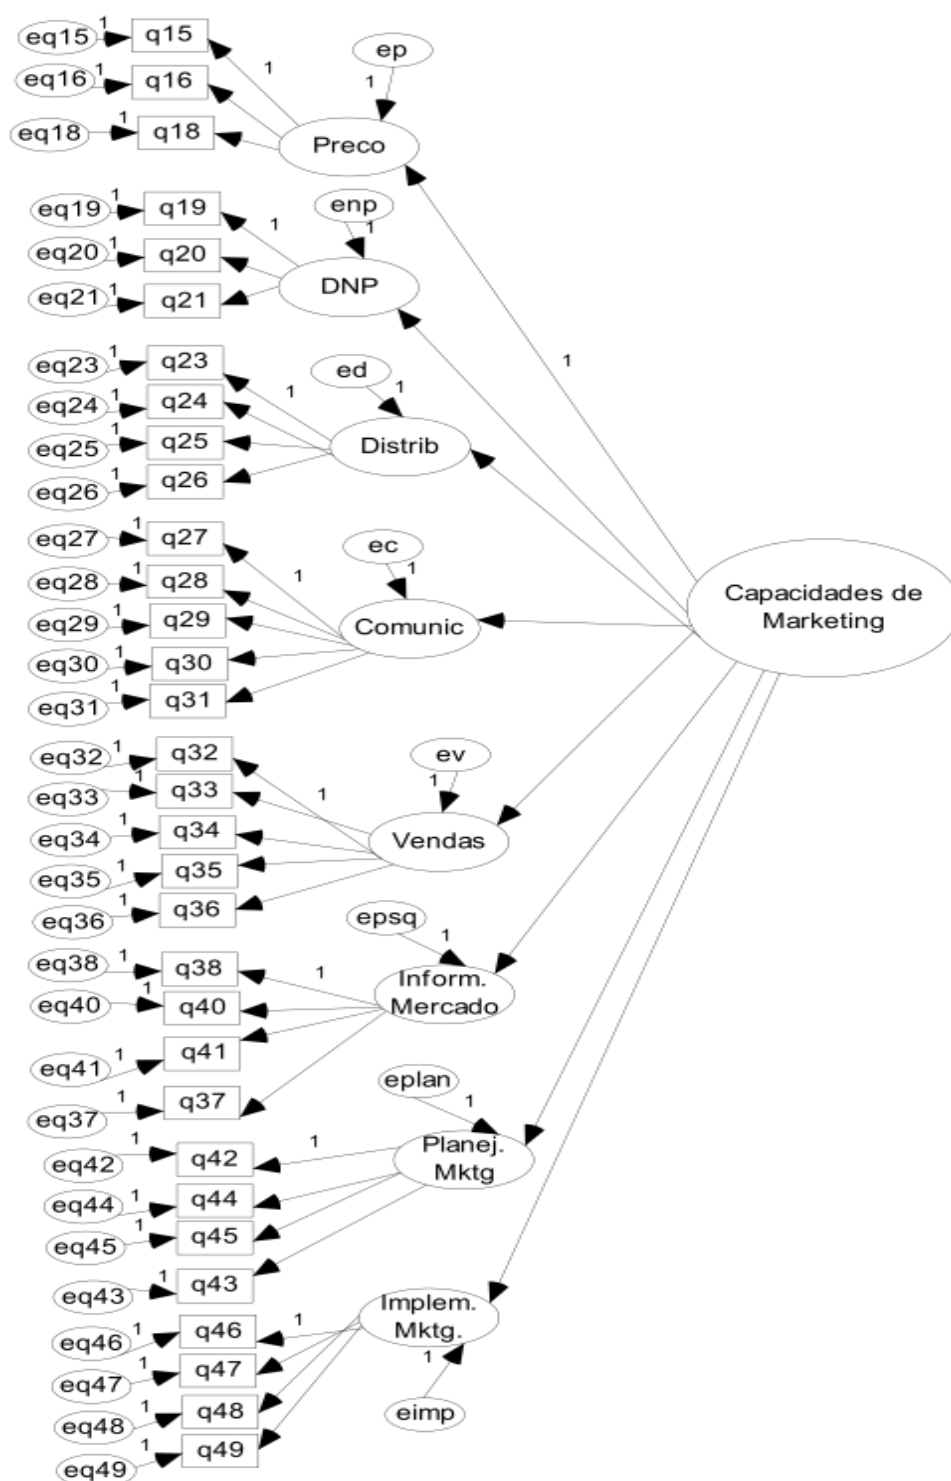 eq15 1 q15
ep
eq16 1 q16 1 1
eq18 1 q18 Preco
eq19 1 q19 enp
1 1
eq20 1 q20
eq21 1 q21 DNP
eq23 1 q23 1
ed
eq24 1 q24 1 1
eq25 1 q25 Distrib
eq26 1 q26
eq27 1 q27 ec
eq28 1 q28 1 1
Capacidades de
Marketing
eq29 1 q29 Comunic
eq30 1 q30
eq31 1 q31
eq32 1 q32 ev
eq33 1 q33 1 1
eq34 1 q34 Vendas
eq35 1 q35
eq36 1 q36 epsq
1
eq38 1 q38 1 Inform.
Mercado
eq40 1 q40
eq41 1 q41
eplan
eq37 1 q37 1
eq42 1 q42 1 Planej.
Mktg
eq44 1 q44
eq45 1 q45
eq43 1 q43
Implem.
Mktg.
eq46 1 q46 1
eq47 1 q47 1
eq48 1 q48 eimp
eq49 1 q49